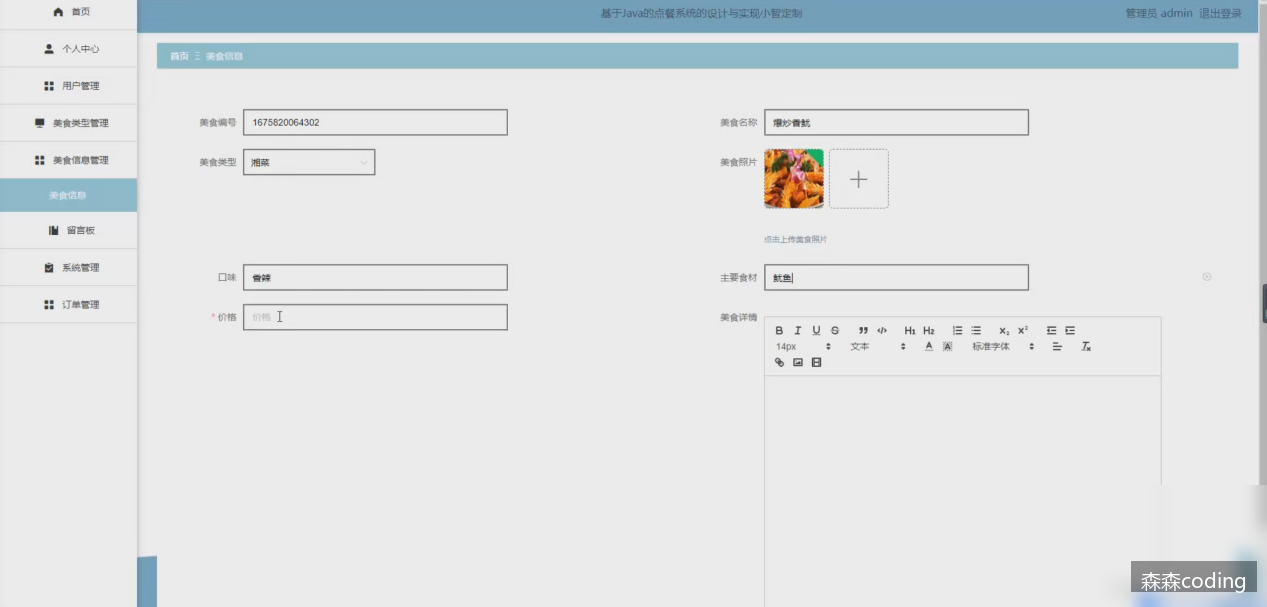 首页
基于Java的点餐系统的设计与实现小智定制
管理员 admin 退出登录
个人中心
用户管理
美食类型管理
美食信息管理
美食信息
留言板
系统管理
订单管理
首页 美食信息
美食编号 1675820064302
美食名称 爆炒香鱿
美食类型 湘菜
美食照片
点击上传美食照片
口味 香辣
主要食材 鱿鱼
* 价格 价格
美食详情
B I U S H1 H2 X2 X2
14px 文本 A A 标准字体 Tx
森森coding